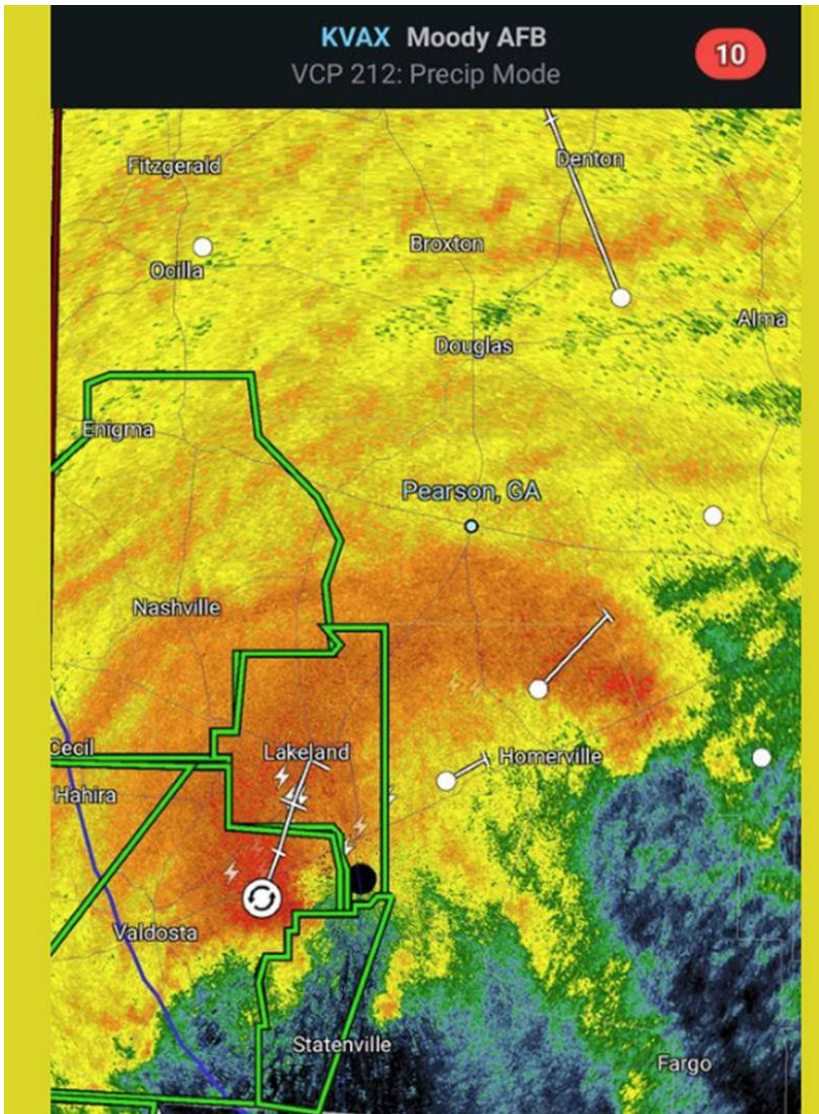 KVAX Moody AFB
VCP 212: Precip Mode
10
Fitzgerald
Denton
Ocilla
Broxton
Douglas
Alma
Enigma
Pearson, GA
Nashville
Cecil
Lakeland
Homerville
Hahira
Valdosta
Statenville
Fargo